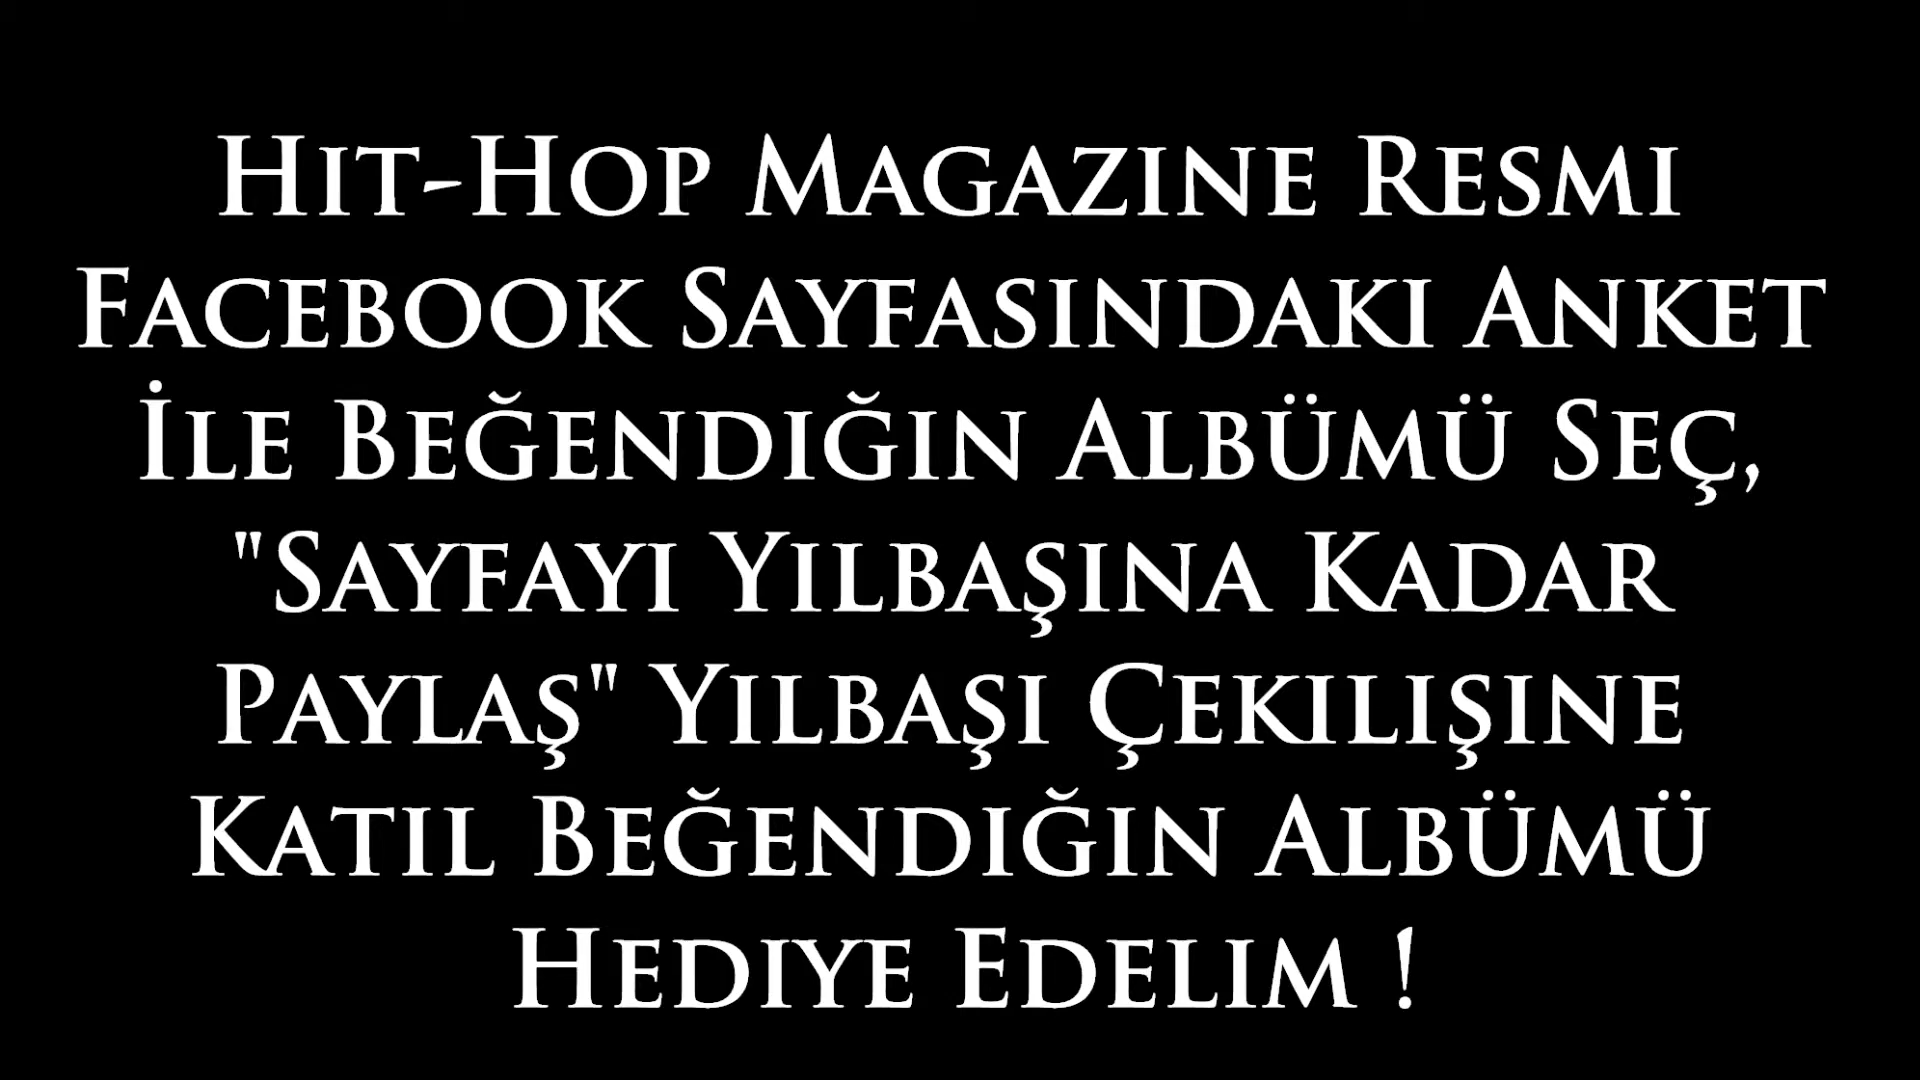 Hit-Hop Magazine Resmi
Facebook Sayfasındaki Anket
İle Beğendiğin Albümü Seç,
"Sayfayı Yılbaşına Kadar
Paylaş" Yılbaşı Çekilişine
Katıl Beğendiğin Albümü
Hediye Edelim !